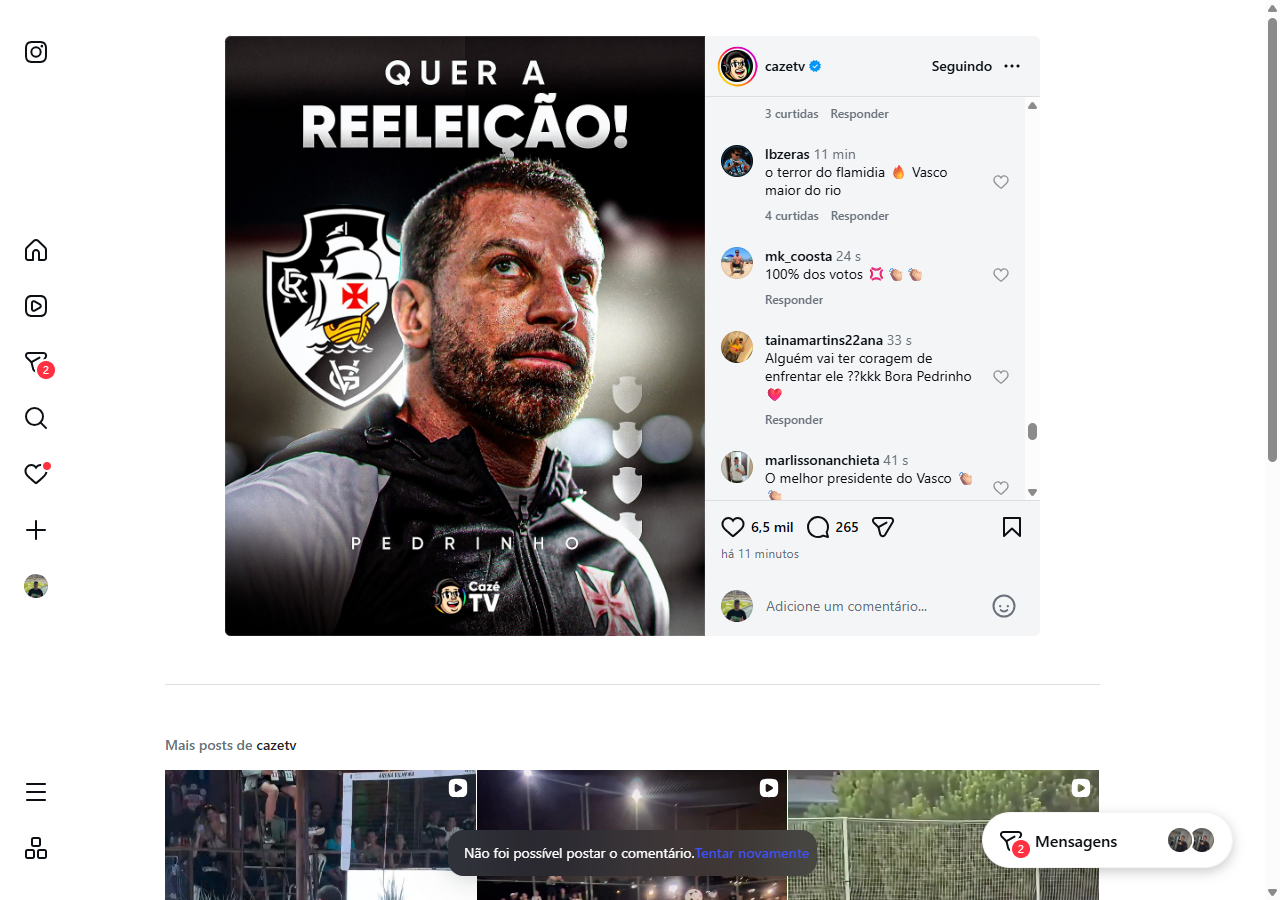 QUER A
REELEIÇÃO!
PEDRINHO
Cazé
TV
cazetv
Seguindo
3 curtidas Responder
lbzeras 11 min
o terror do flamidia 🔥 Vasco
maior do rio
4 curtidas Responder
mk_coosta 24 s
100% dos votos 💢 👏🏻 👏🏻
Responder
tainamartins22ana 33 s
Alguém vai ter coragem de
enfrentar ele ??kkk Bora Pedrinho
❤️
Responder
marlissonanchieta 41 s
O melhor presidente do Vasco 👏🏻
👏🏻
6,5 mil
265
há 11 minutos
Adicione um comentário...
2
Mais posts de cazetv
ARENA VILHENA
Não foi possível postar o comentário.Tentar novamente
2
Mensagens